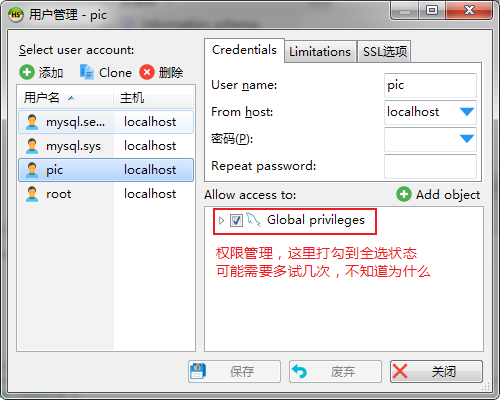 用户管理 - pic
Select user account:
添加 Clone 删除
用户名 主机
mysql.se... localhost
mysql.sys localhost
pic localhost
root localhost
Credentials Limitations SSL选项
User name: pic
From host: localhost
密码(P):
Repeat password:
Allow access to: Add object
Global privileges
权限管理，这里打勾到全选状态
可能需要多试几次，不知道为什么
保存 废弃 关闭